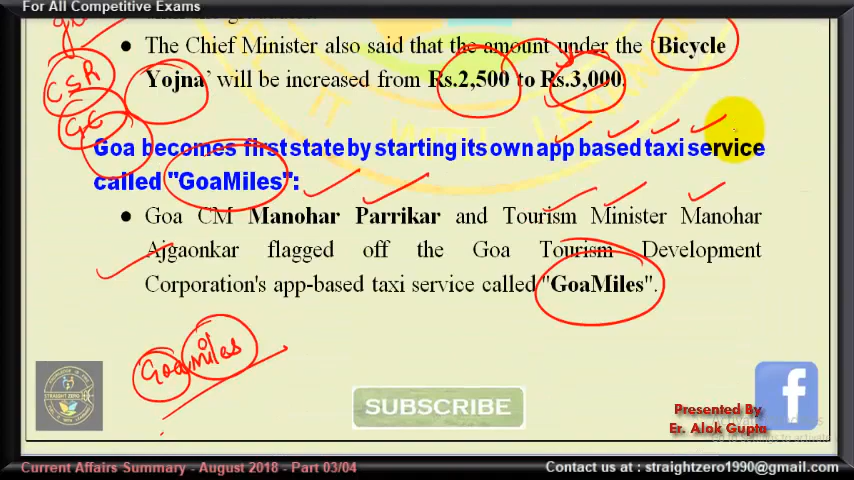 For All Competitive Exams
● The Chief Minister also said that the amount under the 'Bicycle
Yojna' will be increased from Rs.2,500 to Rs.3,000.
CSR
Goa becomes first state by starting its own app based taxi service
called "GoaMiles":
● Goa CM Manohar Parrikar and Tourism Minister Manohar
Ajgaonkar flagged off the Goa Tourism Development
Corporation's app-based taxi service called "GoaMiles".
Goa Miles
STRAIGHT ZERO
SUBSCRIBE
f
Presented By
Er. Alok Gupta
Current Affairs Summary - August 2018 - Part 03/04
Contact us at : straightzero1990@gmail.com